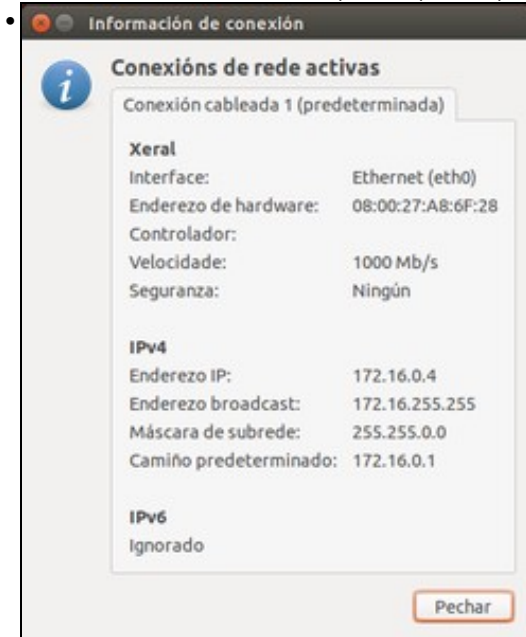 Información de conexión
Conexións de rede activas
Conexión cableada 1 (predeterminada)
Xeral
Interface: Ethernet (eth0)
Enderezo de hardware: 08:00:27:A8:6F:28
Controlador:
Velocidade: 1000 Mb/s
Seguranza: Ningún
IPv4
Enderezo IP: 172.16.0.4
Enderezo broadcast: 172.16.255.255
Máscara de subrede: 255.255.0.0
Camiño predeterminado: 172.16.0.1
IPv6
Ignorado
Pechar